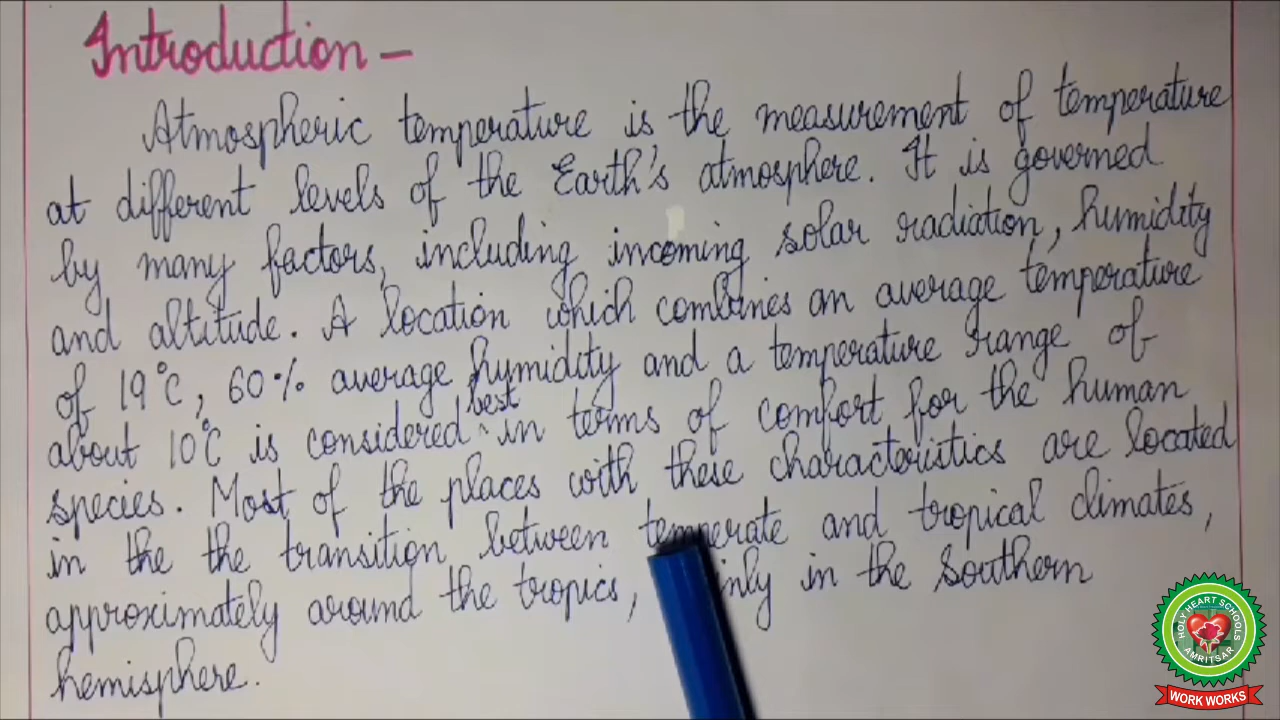 Introduction -
Atmospheric temperature is the measurement of temperature
at different levels of the Earth's atmosphere. It is governed
by many factors, including incoming solar radiation, humidity
and altitude. A location which combines an average temperature
of 19°C, 60% average humidity and a temperature range of
about 10°C is considered best in terms of comfort for the human
species. Most of the places with these characteristics are located
in the the transition between temperate and tropical climates,
approximately around the tropics, inly in the Southern
hemisphere.
HOLY HEART SCHOOLS
AMRITSAR
WORK WORKS